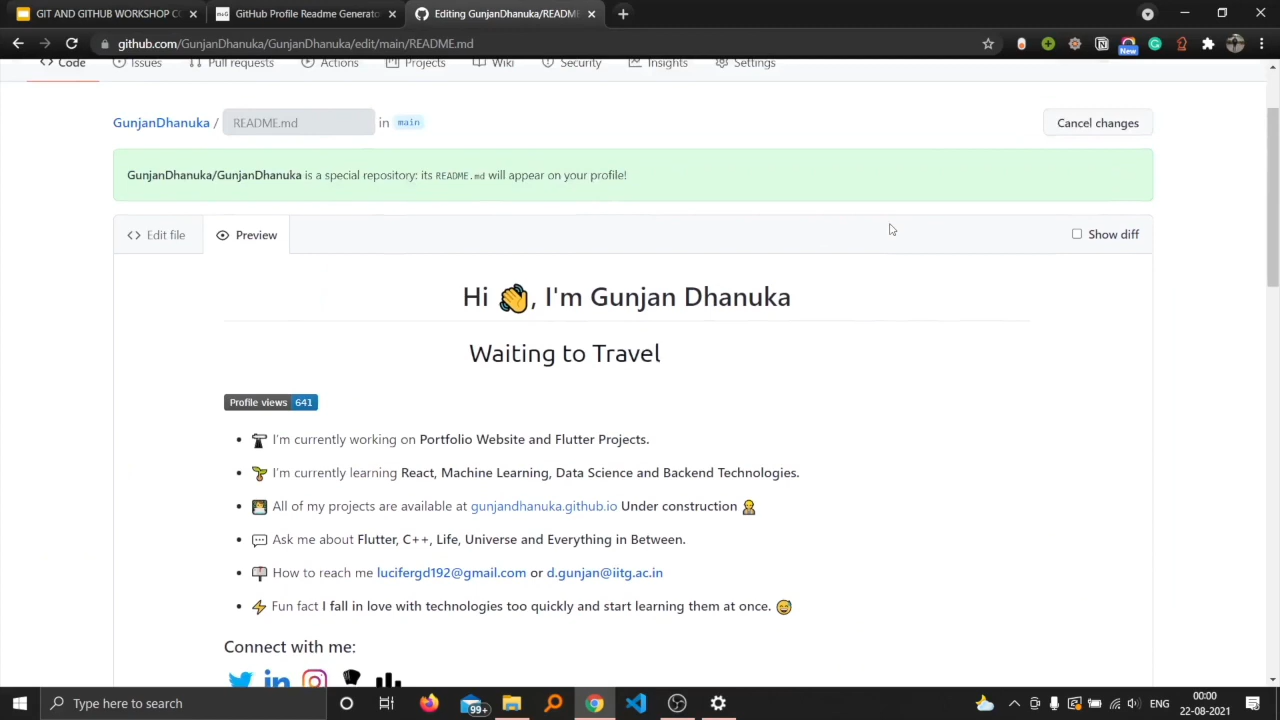 GIT AND GITHUB WORKSHOP CO
GitHub Profile Readme Generator
Editing GunjanDhanuka/README
github.com/GunjanDhanuka/GunjanDhanuka/edit/main/README.md
New
Code
Issues
Pull requests
Actions
Projects
Wiki
Security
Insights
Settings
GunjanDhanuka / README.md in main
Cancel changes
GunjanDhanuka/GunjanDhanuka is a special repository: its README.md will appear on your profile!
Edit file
Preview
Show diff
Hi 👋, I'm Gunjan Dhanuka
Waiting to Travel
Profile views 641
I'm currently working on Portfolio Website and Flutter Projects.
I'm currently learning React, Machine Learning, Data Science and Backend Technologies.
All of my projects are available at gunjandhanuka.github.io Under construction
Ask me about Flutter, C++, Life, Universe and Everything in Between.
How to reach me lucifergd192@gmail.com or d.gunjan@iitg.ac.in
Fun fact I fall in love with technologies too quickly and start learning them at once. 😅
Connect with me:
Type here to search
99+
ENG
00:00
22-08-2021